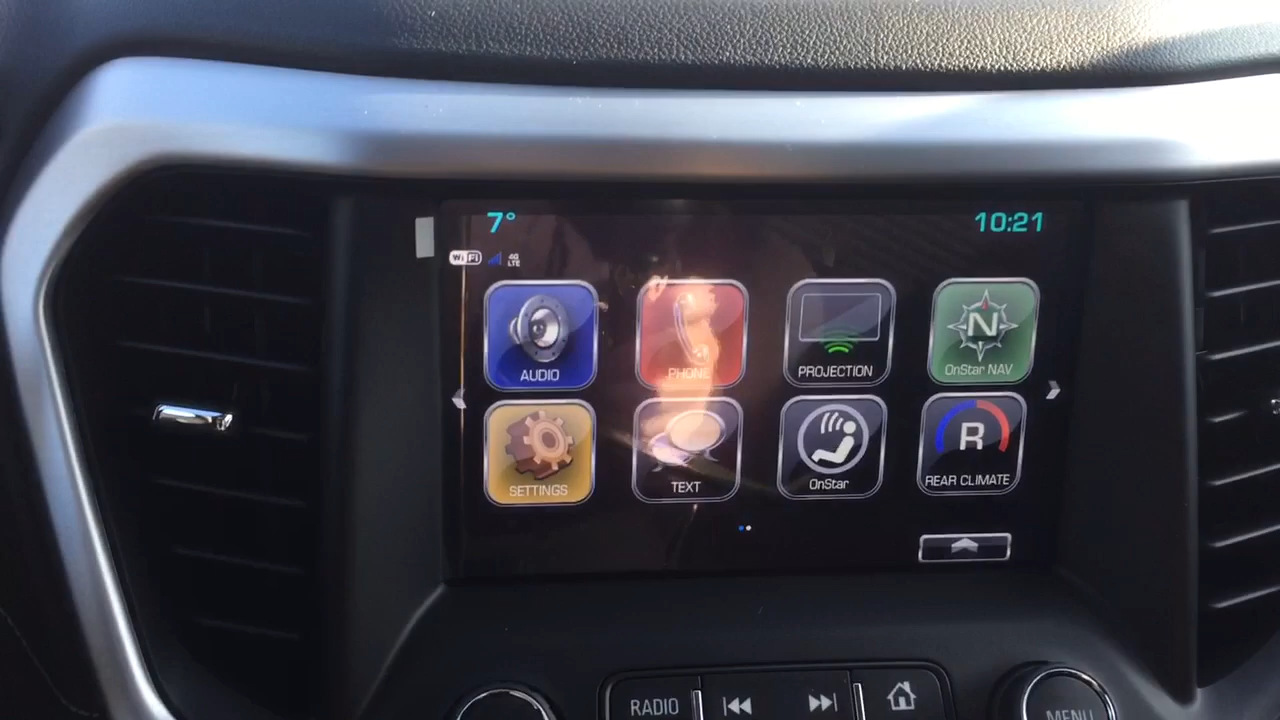 7° 10:21
WiFi 4G LTE
AUDIO PHONE PROJECTION N OnStar NAV
SETTINGS TEXT OnStar R REAR CLIMATE
RADIO MENU